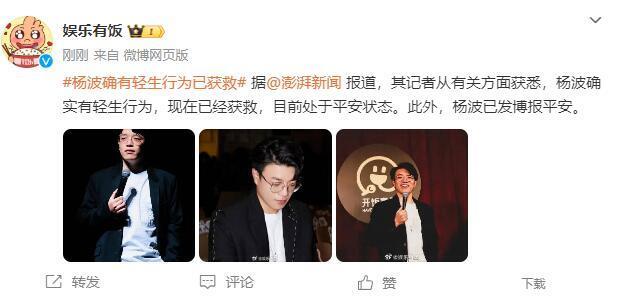 娱乐有饭
刚刚 来自 微博网页版
#杨波确有轻生行为已获救# 据@澎湃新闻 报道，其记者从有关方面获悉，杨波确
实有轻生行为，现在已经获救，目前处于平安状态。此外，杨波已发博报平安。
开饭
转发
评论
赞
下载